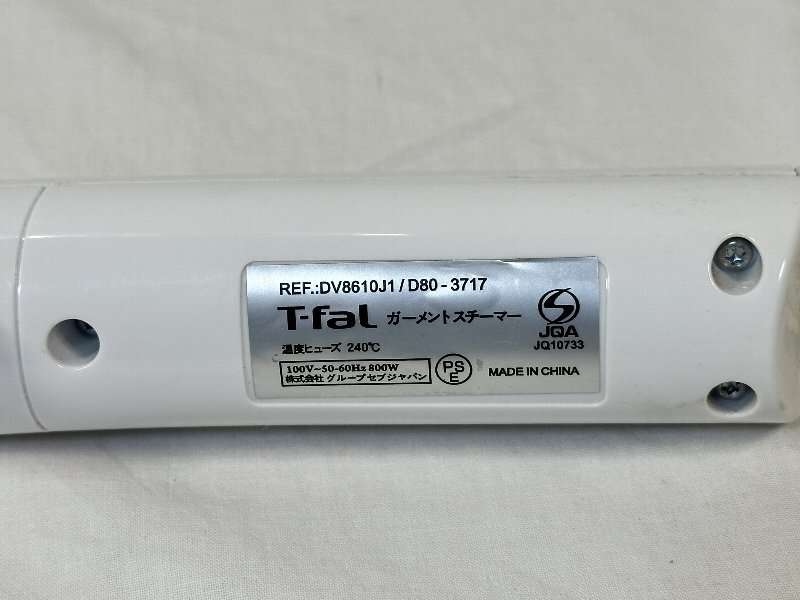 REF.:DV8610J1 / D80 - 3717
T-faL ガーメントスチーマー
JQA
JQ10733
温度ヒューズ 240℃
100V~50-60Hz 800W
株式会社 グループセブジャパン
PS
E
MADE IN CHINA